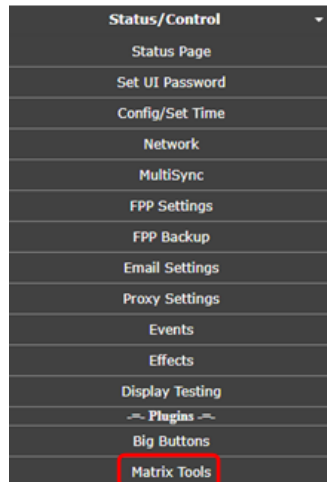 Status/Control
Status Page
Set UI Password
Config/Set Time
Network
MultiSync
FPP Settings
FPP Backup
Email Settings
Proxy Settings
Events
Effects
Display Testing
-=- Plugins -=-
Big Buttons
Matrix Tools